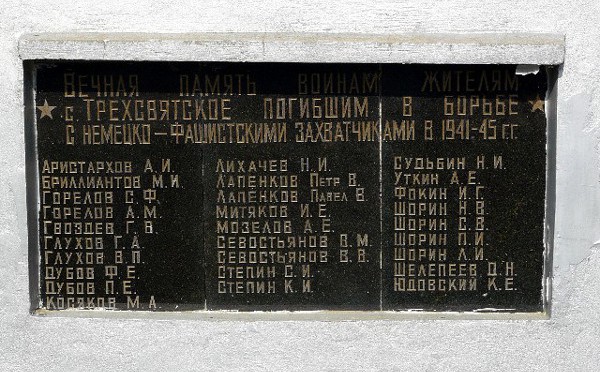 ВЕЧНАЯ ПАМЯТЬ ВОИНАМ ЖИТЕЛЯМ
с. ТРЕХСВЯТСКОЕ ПОГИБШИМ В БОРЬБЕ
С НЕМЕЦКО-ФАШИСТСКИМИ ЗАХВАТЧИКАМИ В 1941-45 г.г.
АРИСТАРХОВ А.И.
БРИЛЛИАНТОВ М.И
ГОРЕЛОВ С.Ф.
ГОРЕЛОВ А.М.
ГВОЗДЕВ Г.В.
ГЛУХОВ Г.А.
ГЛУХОВ В.П.
ДУБОВ Ф.Е.
ДУБОВ П.Е.
КОСЯКОВ М.А.
ЛИХАЧЕВ Н.И.
ЛАПЕНКОВ ПЕТР В.
ЛАПЕНКОВ ПАВЕЛ В.
МИТЯКОВ И.Е.
МОЗЕЛОВ А.Е.
СЕВОСТЬЯНОВ В.М.
СЕВОСТЬЯНОВ В.В.
СТЕПИН С.И.
СТЕПИН К.И.
СУДЬБИН Н.И.
УТКИН А.Е.
ФОКИН И.Г.
ШОРИН Н.В.
ШОРИН С.В.
ШОРИН П.И.
ШОРИН Л.И.
ШЕЛЕПЕЕВ Д.Н.
ЮДОВСКИЙ К.Е.